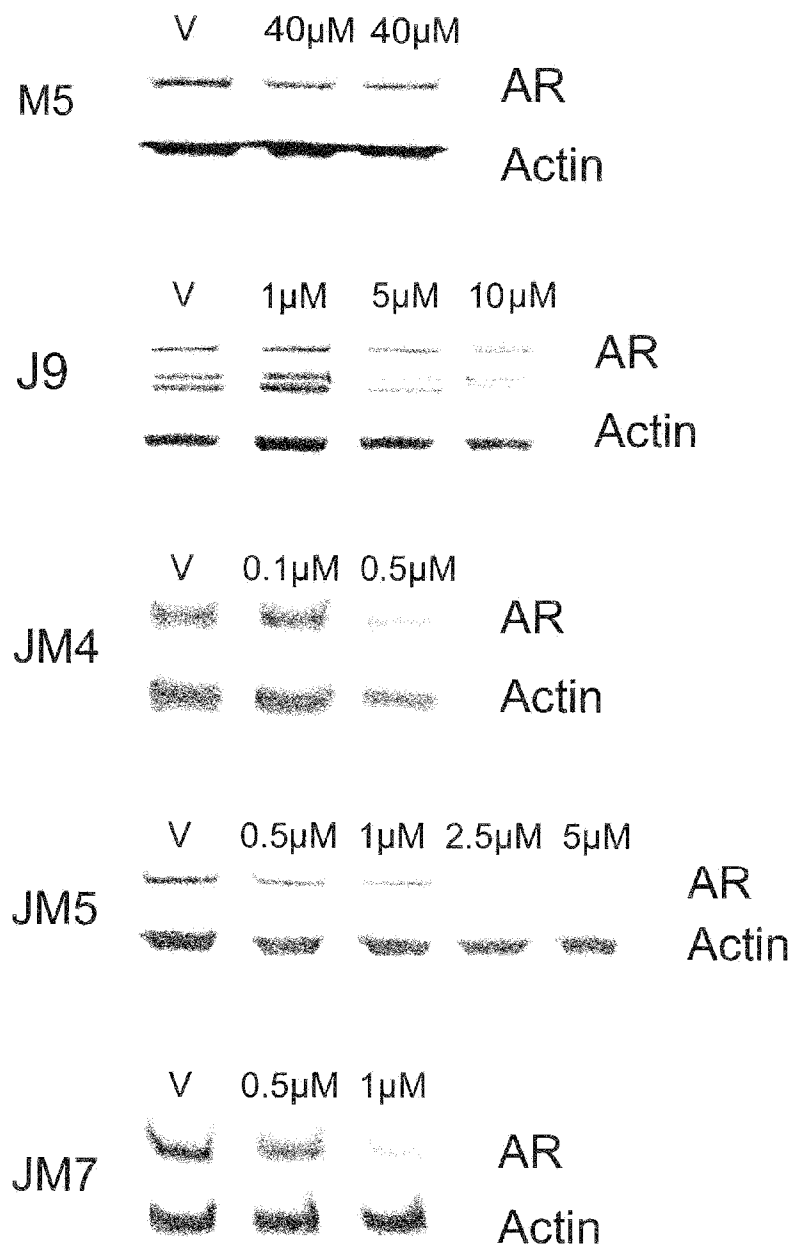 V 40µM 40µM
M5 AR
Actin
V 1µM 5µM 10µM
J9 AR
Actin
V 0.1µM 0.5µM
JM4 AR
Actin
V 0.5µM 1µM 2.5µM 5µM
JM5 AR
Actin
V 0.5µM 1µM
JM7 AR
Actin